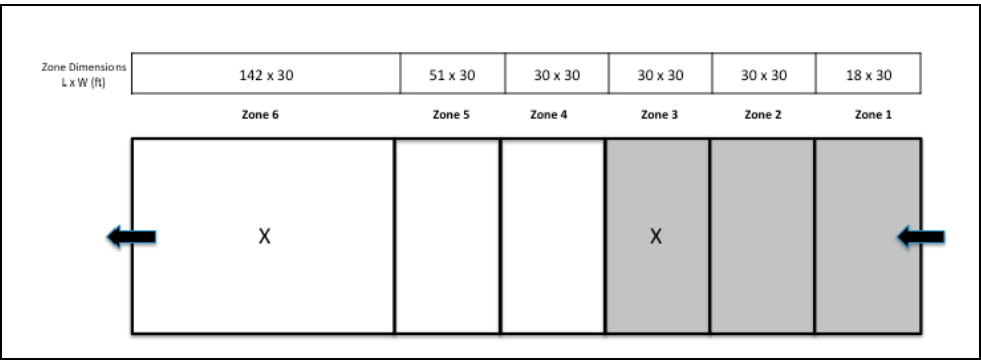 Zone Dimensions
L x W (ft)
142 x 30 51 x 30 30 x 30 30 x 30 30 x 30 18 x 30
Zone 6 Zone 5 Zone 4 Zone 3 Zone 2 Zone 1
X X